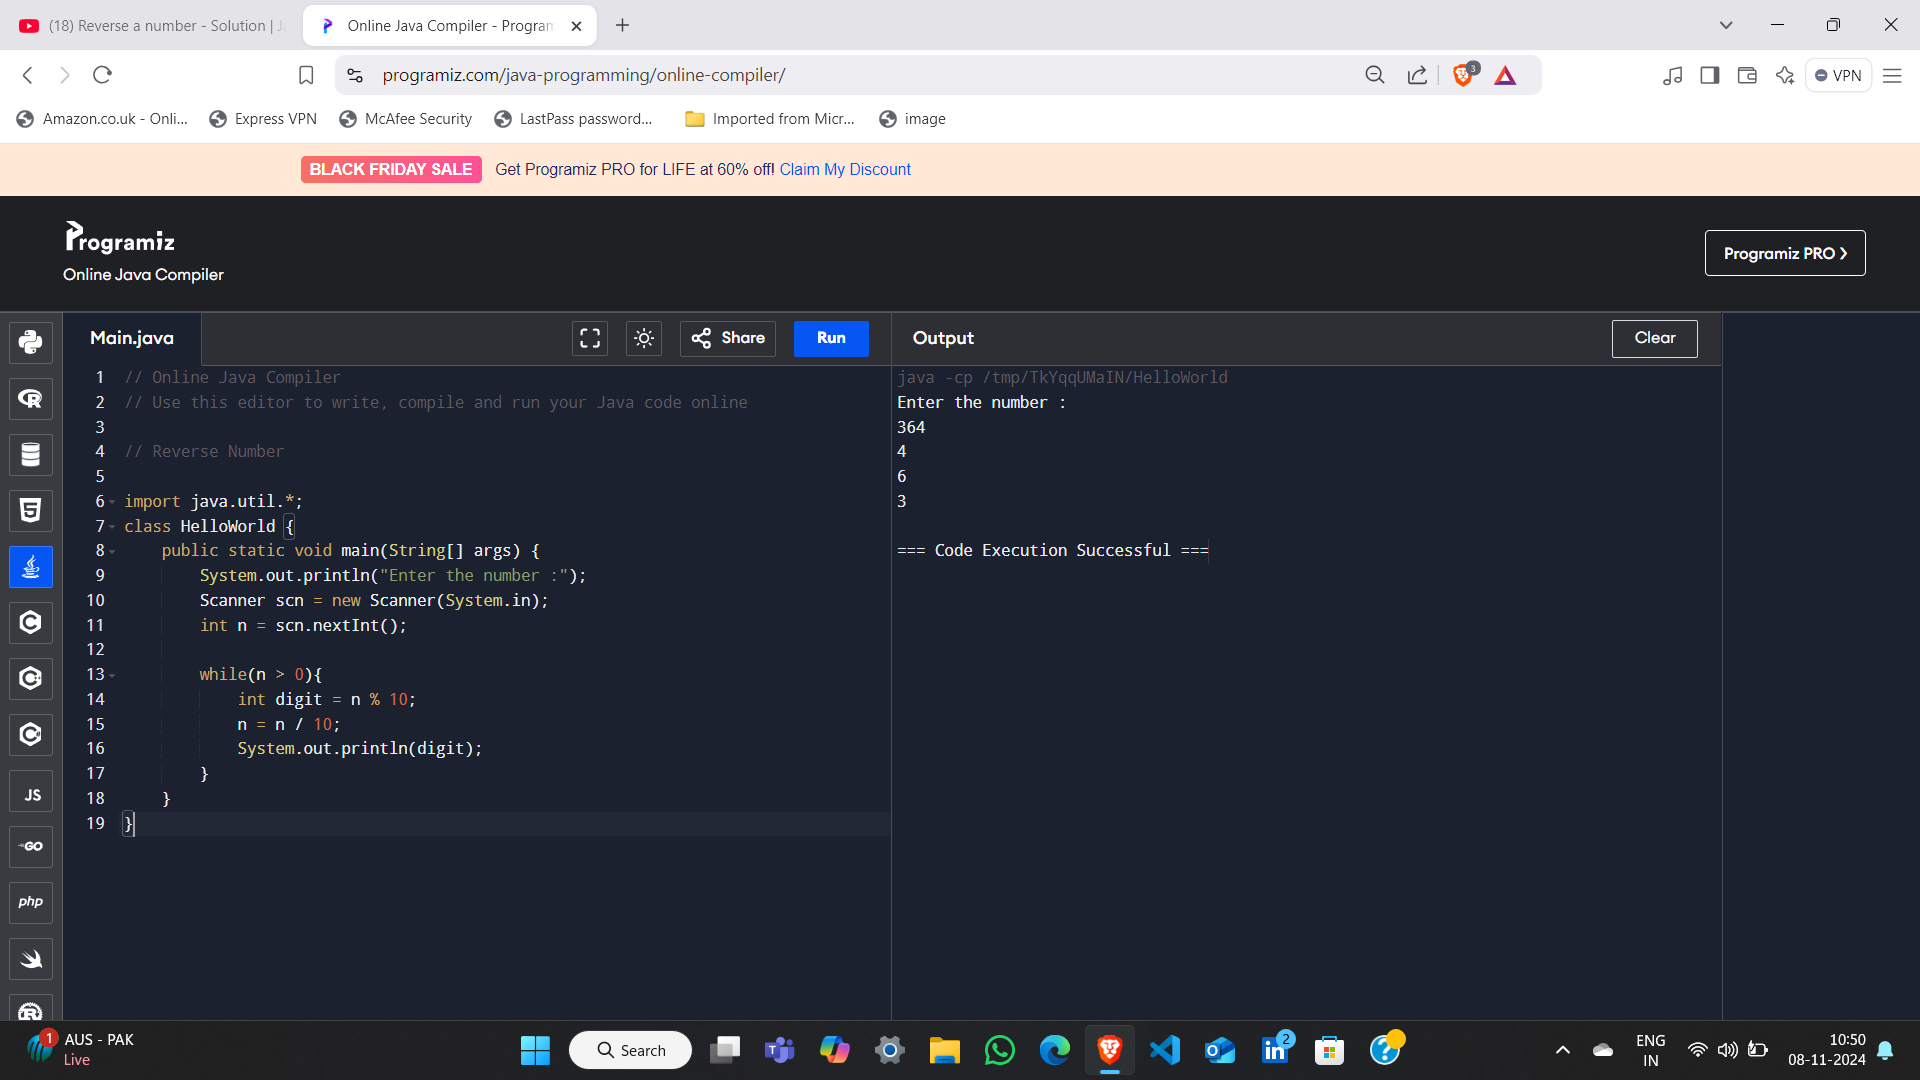 (18) Reverse a number - Solution |
Online Java Compiler - Program
programiz.com/java-programming/online-compiler/
3
VPN
Amazon.co.uk - Onli...
Express VPN
McAfee Security
LastPass password...
Imported from Micr...
image
BLACK FRIDAY SALE Get Programiz PRO for LIFE at 60% off! Claim My Discount
Programiz
Online Java Compiler
Programiz PRO ❯
Main.java
Share
Run
Output
Clear
1 // Online Java Compiler
2 // Use this editor to write, compile and run your Java code online
3
4 // Reverse Number
5
6 import java.util.*;
7 class HelloWorld {
8 public static void main(String[] args) {
9 System.out.println("Enter the number :");
10 Scanner scn = new Scanner(System.in);
11 int n = scn.nextInt();
12
13 while(n > 0){
14 int digit = n % 10;
15 n = n / 10;
16 System.out.println(digit);
17 }
18 }
19 }
java -cp /tmp/TkYqqUMaIN/HelloWorld
Enter the number :
364
4
6
3
=== Code Execution Successful ===
JS
GO
php
1
AUS - PAK
Live
Search
2
ENG
IN
10:50
08-11-2024